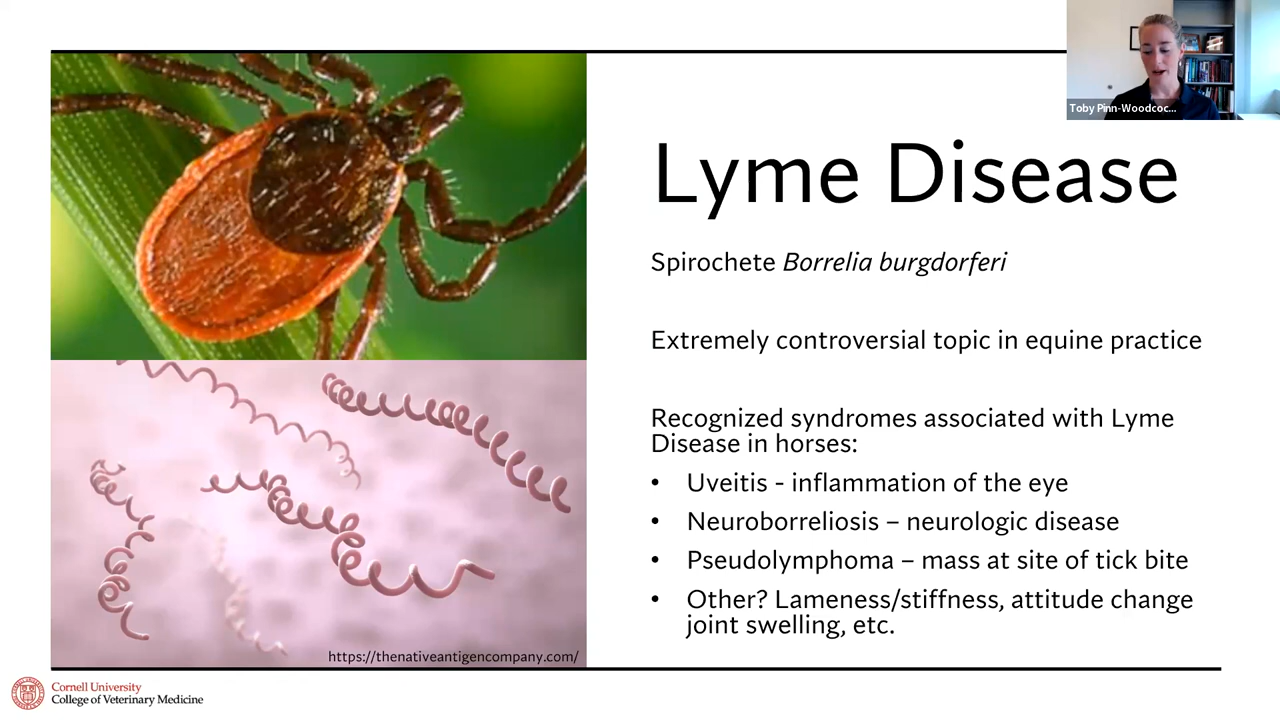 Toby Pinn-Woodcoc...
Lyme Disease
Spirochete Borrelia burgdorferi
Extremely controversial topic in equine practice
Recognized syndromes associated with Lyme
Disease in horses:
• Uveitis - inflammation of the eye
• Neuroborreliosis – neurologic disease
• Pseudolymphoma – mass at site of tick bite
• Other? Lameness/stiffness, attitude change
joint swelling, etc.
https://thenativeantigencompany.com/
Cornell University
College of Veterinary Medicine